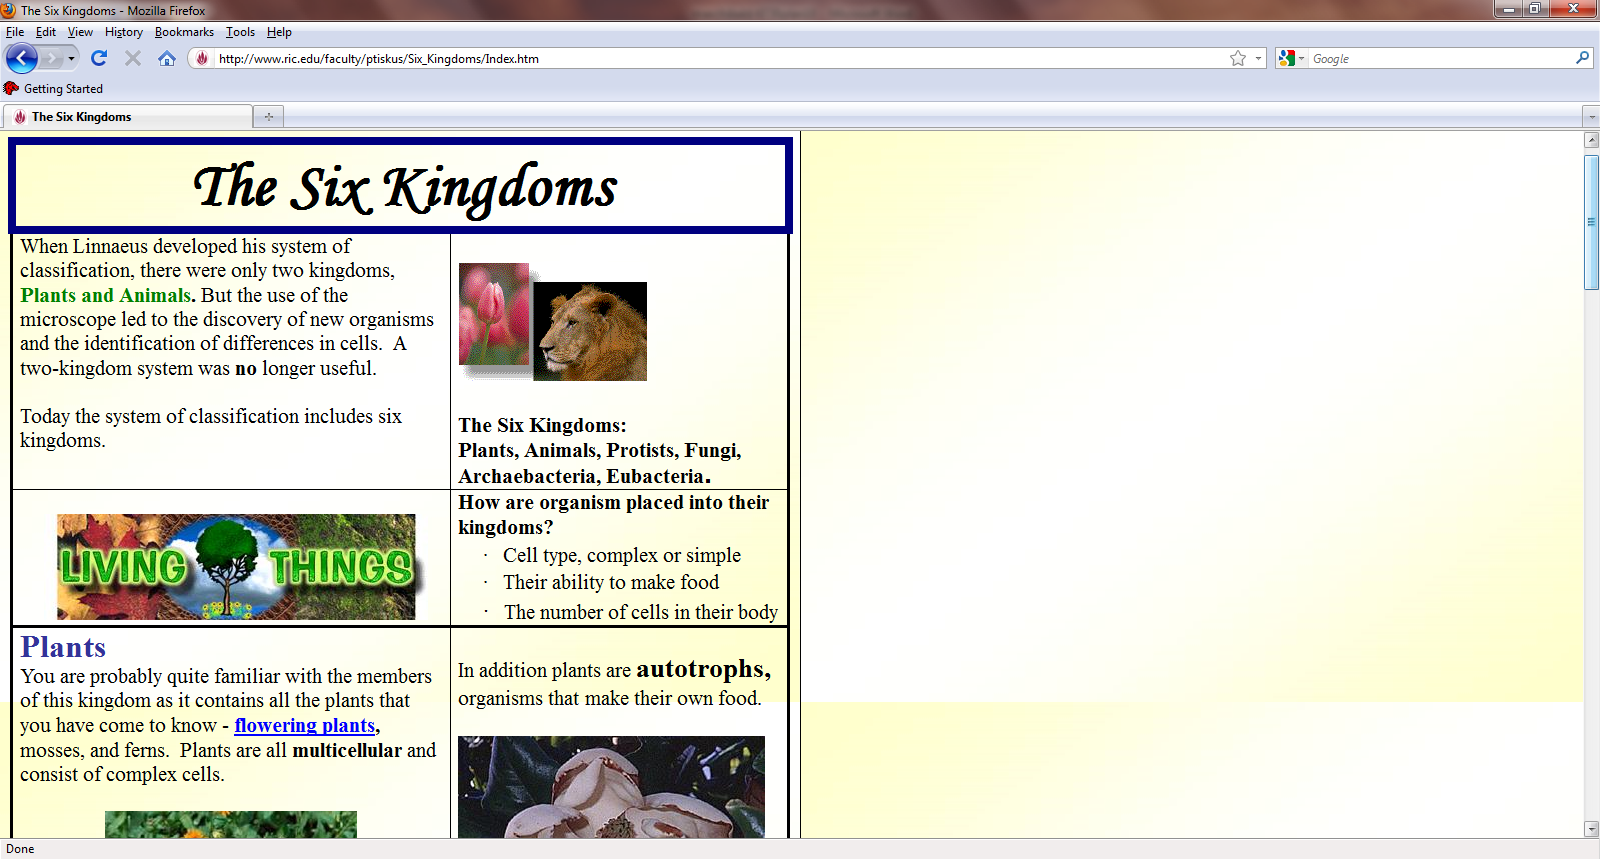 The Six Kingdoms - Mozilla Firefox
File Edit View History Bookmarks Tools Help
http://www.ric.edu/faculty/ptiskus/Six_Kingdoms/Index.htm
Google
Getting Started
The Six Kingdoms
The Six Kingdoms
When Linnaeus developed his system of
classification, there were only two kingdoms,
Plants and Animals. But the use of the
microscope led to the discovery of new organisms
and the identification of differences in cells. A
two-kingdom system was no longer useful.
Today the system of classification includes six
kingdoms.
The Six Kingdoms:
Plants, Animals, Protists, Fungi,
Archaebacteria, Eubacteria.
LIVING THINGS
How are organism placed into their
kingdoms?
· Cell type, complex or simple
· Their ability to make food
· The number of cells in their body
Plants
You are probably quite familiar with the members
of this kingdom as it contains all the plants that
you have come to know - flowering plants,
mosses, and ferns. Plants are all multicellular and
consist of complex cells.
In addition plants are autotrophs,
organisms that make their own food.
Done